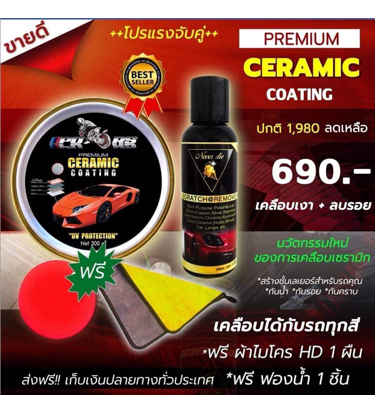 ขายดี
++โปรแรงจับคู่++
PREMIUM
CERAMIC
COATING
BEST
SELLER
ปกติ 1,980 ลดเหลือ
690.-
เคลือบเงา + ลบรอย
PREMIUM
CERAMIC
COATING
"UV PROTECTION"
Net 300
Never die
SCRATCH REMOVER
นวัตกรรมใหม่
ของการเคลือบเซรามิก
*สร้างชั้นเลเยอร์สำหรับรถคุณ
*กันน้ำ *กันรอย *กันคราบ
ฟรี
เคลือบได้กับรถทุกสี
*ฟรี ผ้าไมโคร HD 1 ผืน
ส่งฟรี!! เก็บเงินปลายทางทั่วประเทศ *ฟรี ฟองน้ำ 1 ชิ้น